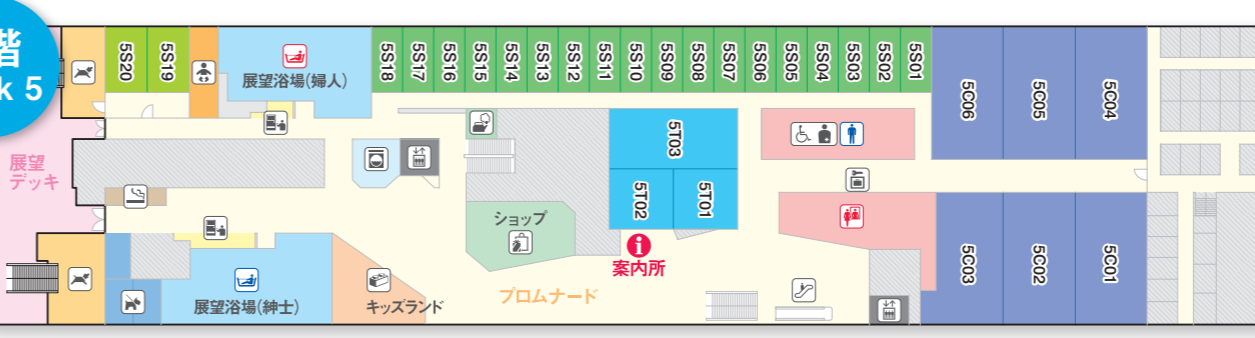 階
k 5
展望
デッキ
5S20
5S19
展望浴場(婦人)
5S18
5S17
5S16
5S15
5S14
5S13
5S12
5S11
5S10
5S09
5S08
5S07
5S06
5S05
5S04
5S03
5S02
5S01
5C06
5C05
5C04
5T03
5T02
5T01
ショップ
i
案内所
プロムナード
展望浴場(紳士)
キッズランド
5C03
5C02
5C01